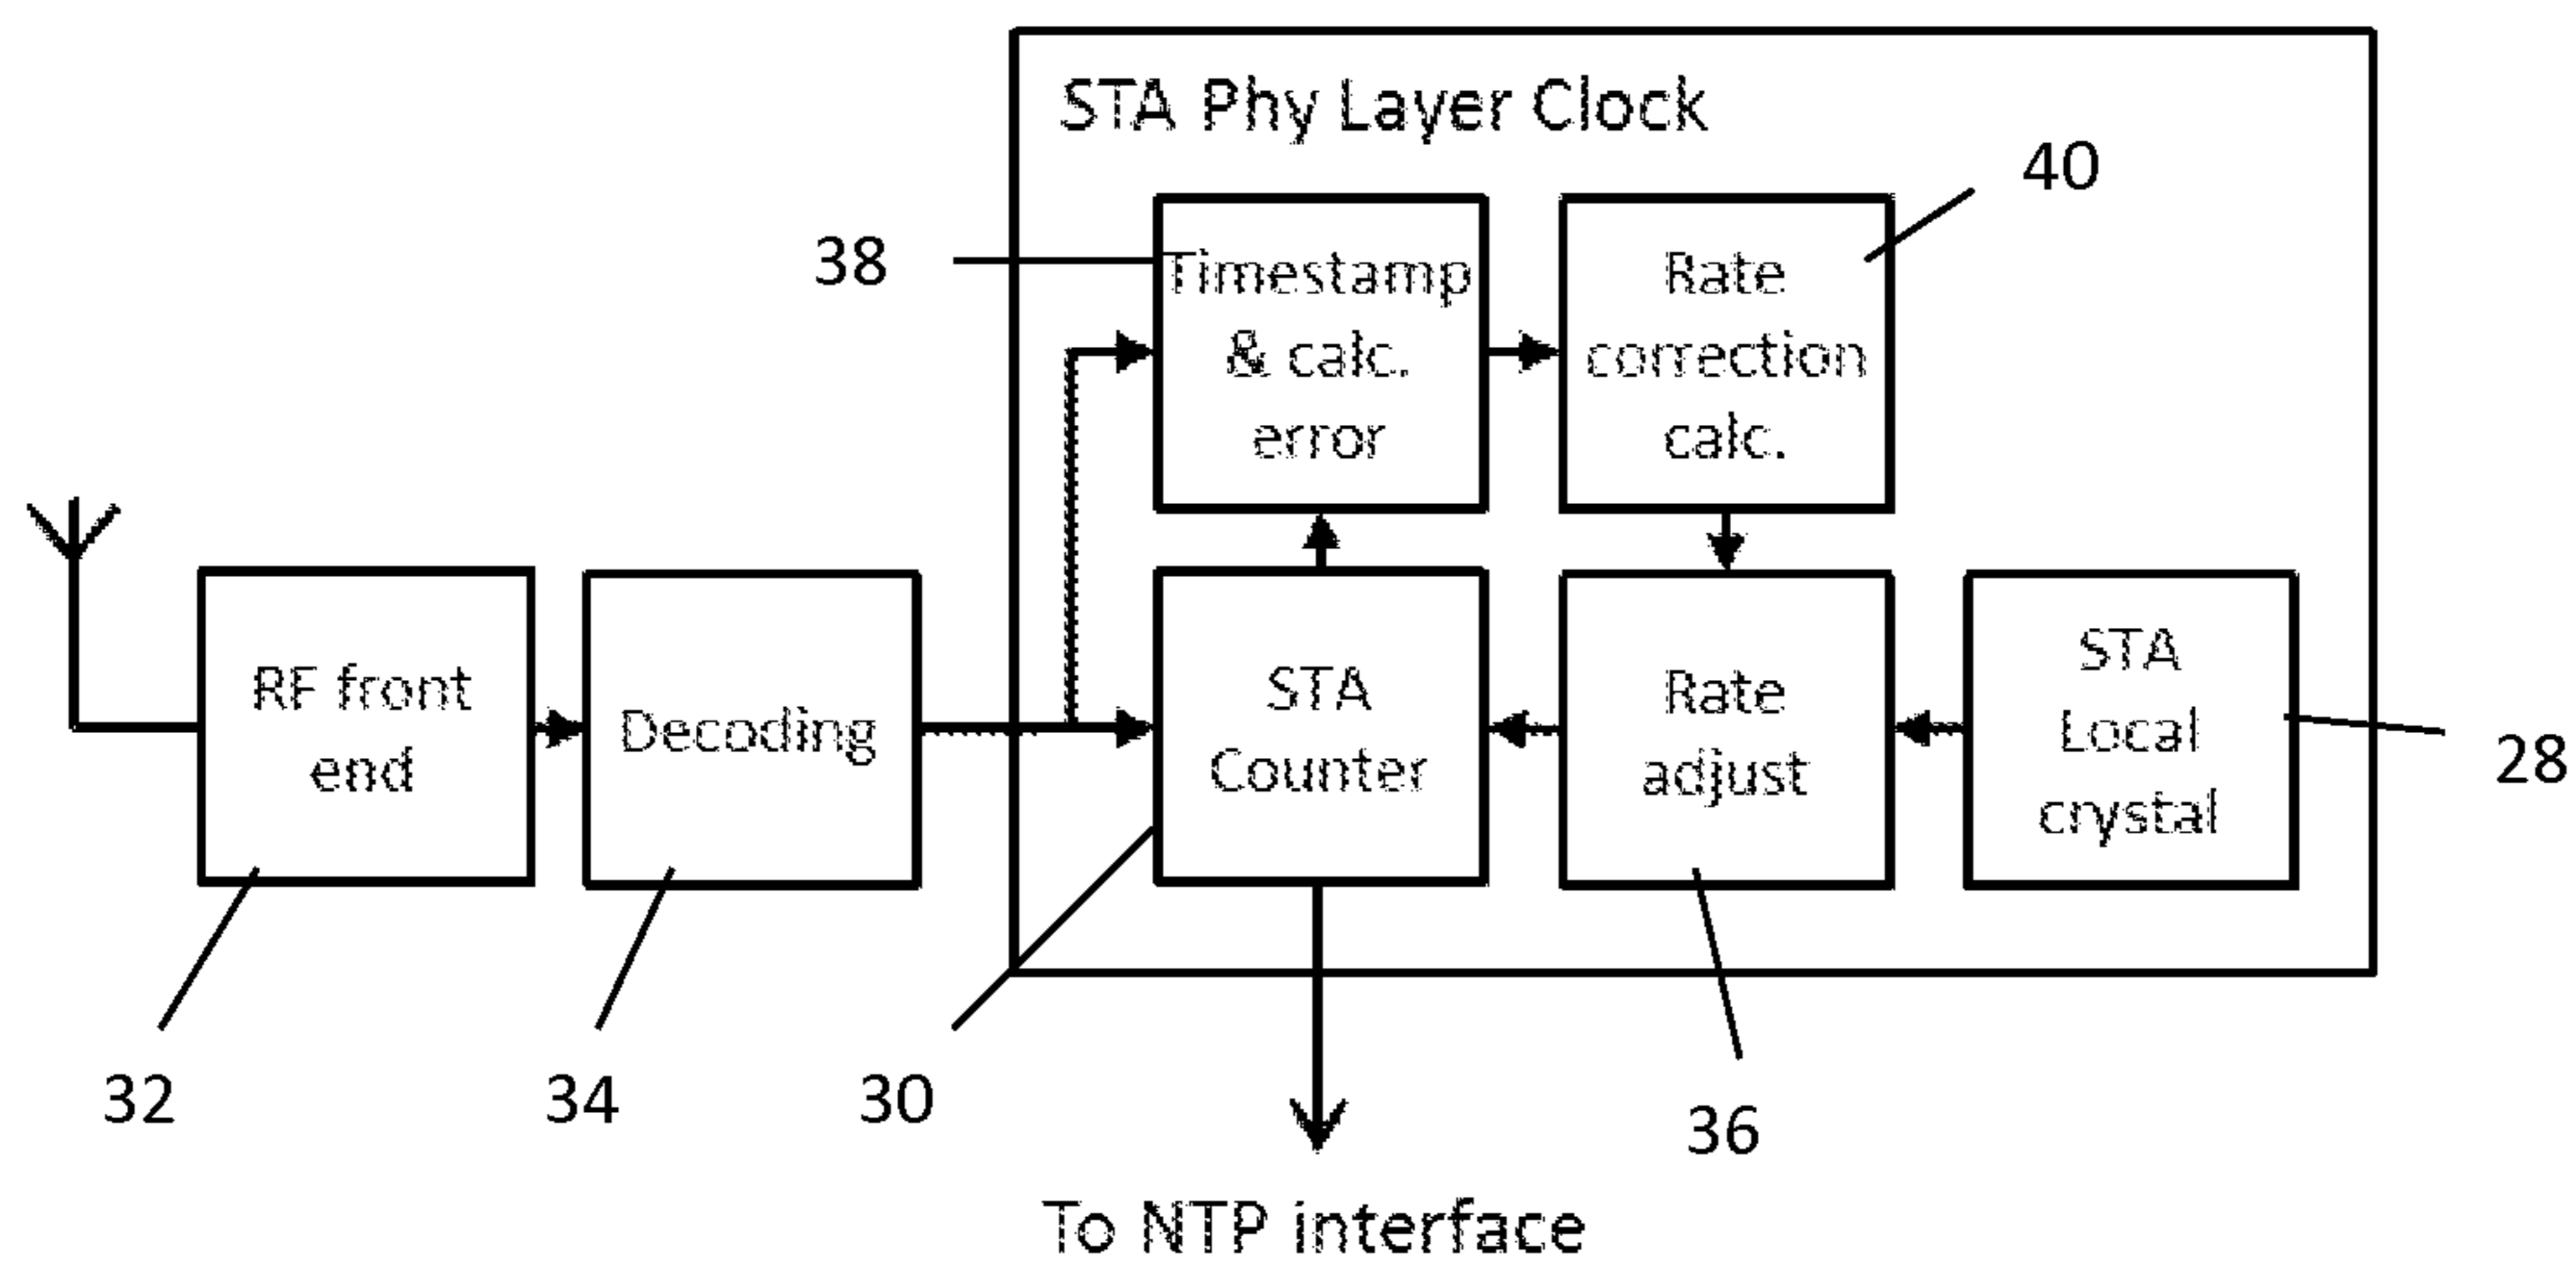 STA Phy Layer Clock
40
38
Timestamp
& calc.
error
Rate
correction
calc.
RF front
end
Decoding
STA
Counter
Rate
adjust
STA
Local
crystal
28
32
34
30
36
To NTP interface